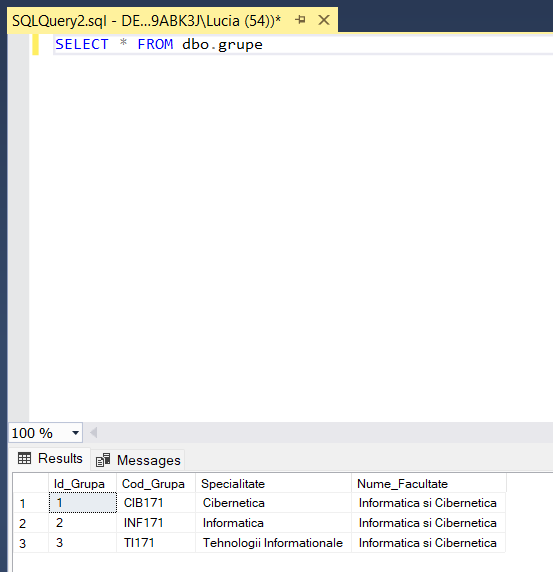 SQLQuery2.sql - DE...9ABK3J\Lucia (54))*
SELECT * FROM dbo.grupe
100 %
Results Messages
Id_Grupa Cod_Grupa Specialitate Nume_Facultate
1 1 CIB171 Cibernetica Informatica si Cibernetica
2 2 INF171 Informatica Informatica si Cibernetica
3 3 TI171 Tehnologii Informationale Informatica si Cibernetica